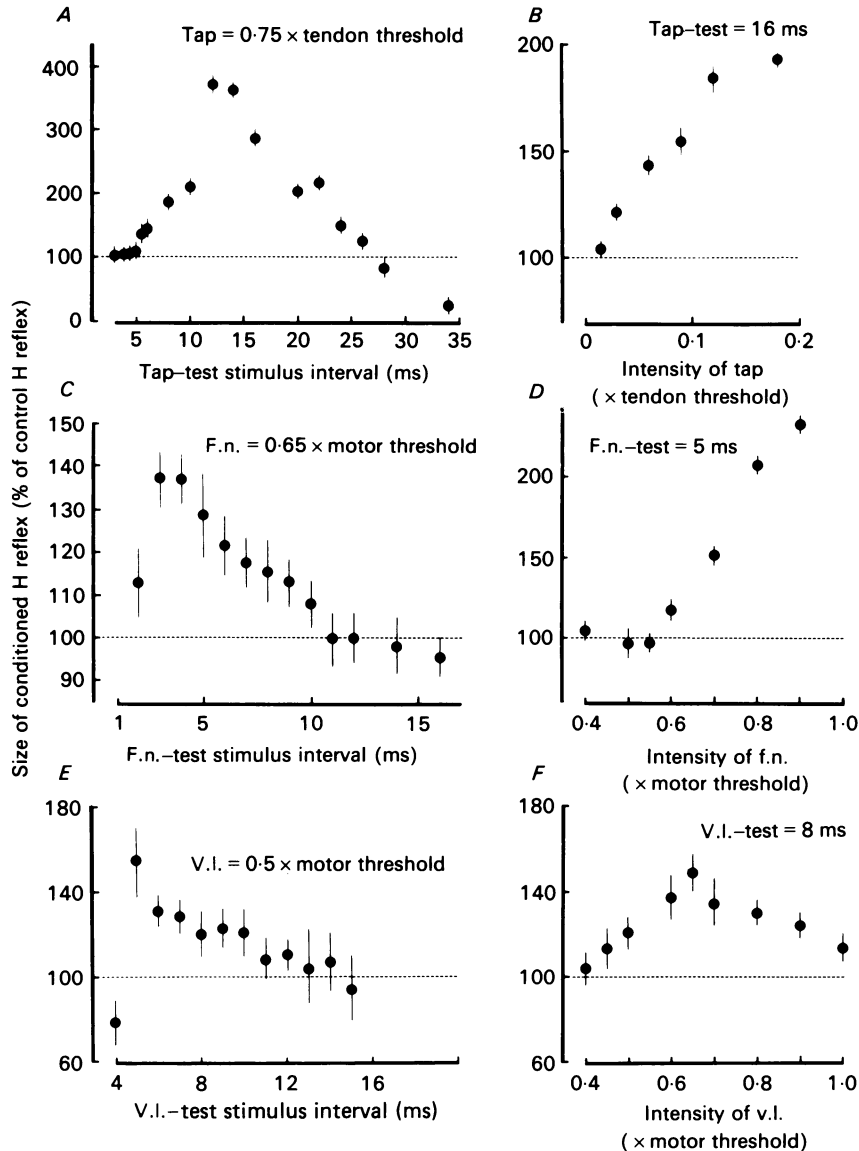 A
Tap = 0·75 × tendon threshold
400
300
200
100
0
5
10
15
20
25
30
35
Tap–test stimulus interval (ms)
B
Tap–test = 16 ms
200
150
100
0
0·1
0·2
Intensity of tap
( × tendon threshold)
Size of conditioned H reflex (% of control H reflex)
C
F.n. = 0·65 × motor threshold
150
140
130
120
110
100
90
1
5
10
15
F.n.–test stimulus interval (ms)
D
F.n.–test = 5 ms
200
150
100
0·4
0·6
0·8
1·0
Intensity of f.n.
( × motor threshold)
E
V.l. = 0·5 × motor threshold
180
140
100
60
4
8
12
16
V.l.–test stimulus interval (ms)
F
V.l.–test = 8 ms
180
140
100
60
0·4
0·6
0·8
1·0
Intensity of v.l.
( × motor threshold)